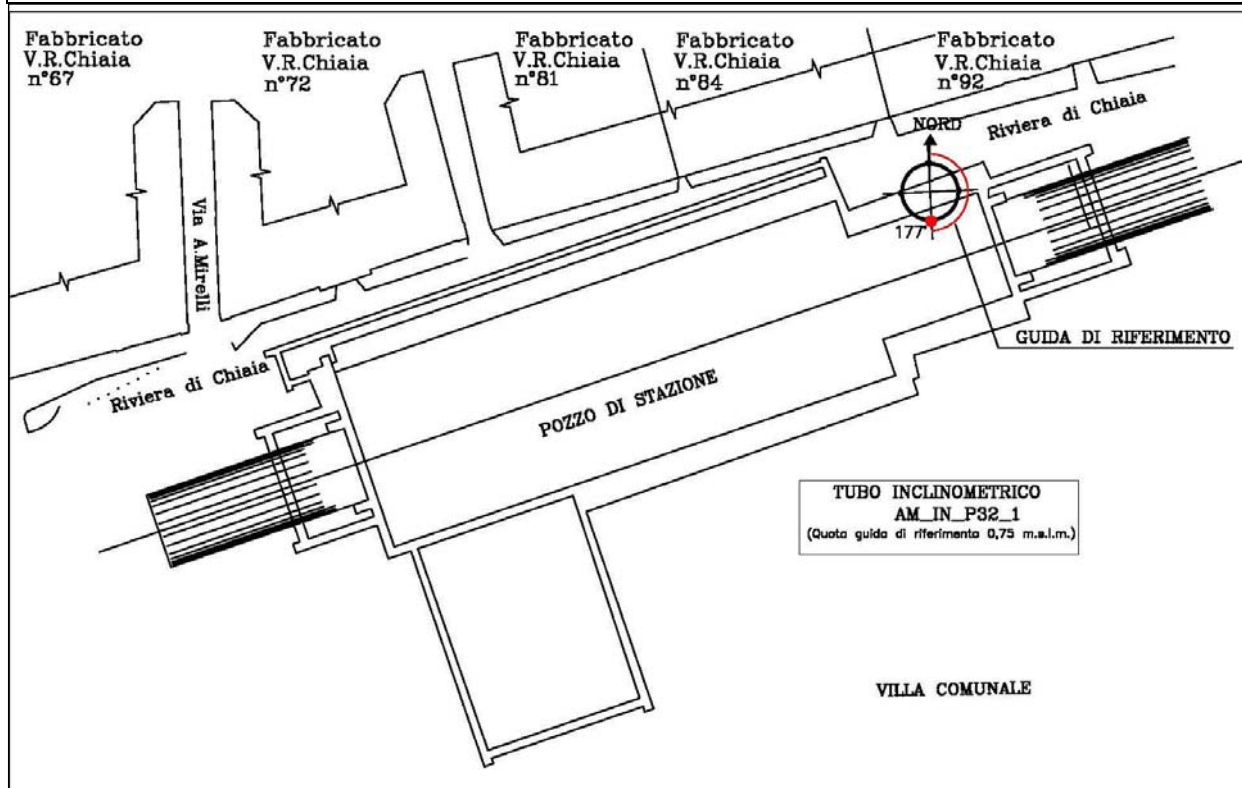 Fabbricato
V.R.Chiaia
n°67
Fabbricato
V.R.Chiaia
n°72
Fabbricato
V.R.Chiaia
n°81
Fabbricato
V.R.Chiaia
n°84
Fabbricato
V.R.Chiaia
n°92
NORD
Riviera di Chiaia
177°
Via A.Mirelli
GUIDA DI RIFERIMENTO
Riviera di Chiaia
POZZO DI STAZIONE
TUBO INCLINOMETRICO
AM_IN_P32_1
(Quota guida di riferimento 0,75 m.s.l.m.)
VILLA COMUNALE